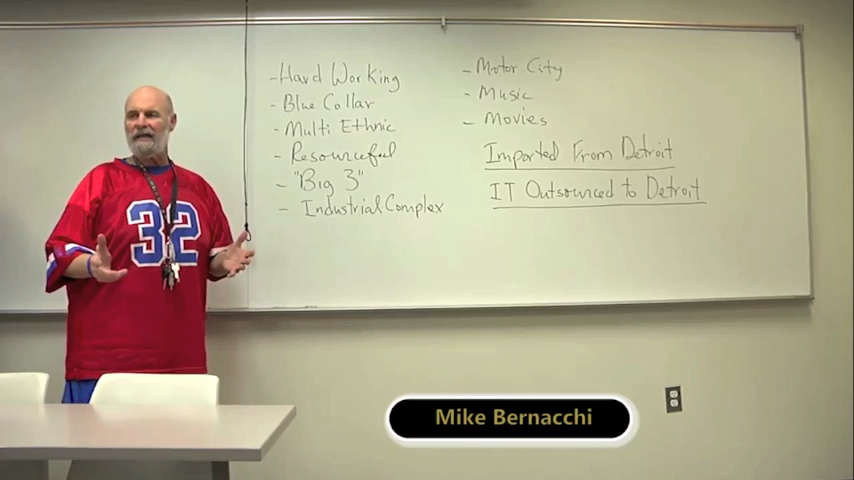 - Hard Working
- Blue Collar
- Multi Ethnic
- Resourceful
- "Big 3"
- Industrial Complex
- Motor City
- Music
- Movies
Imported From Detroit
IT Outsourced to Detroit
32
Mike Bernacchi